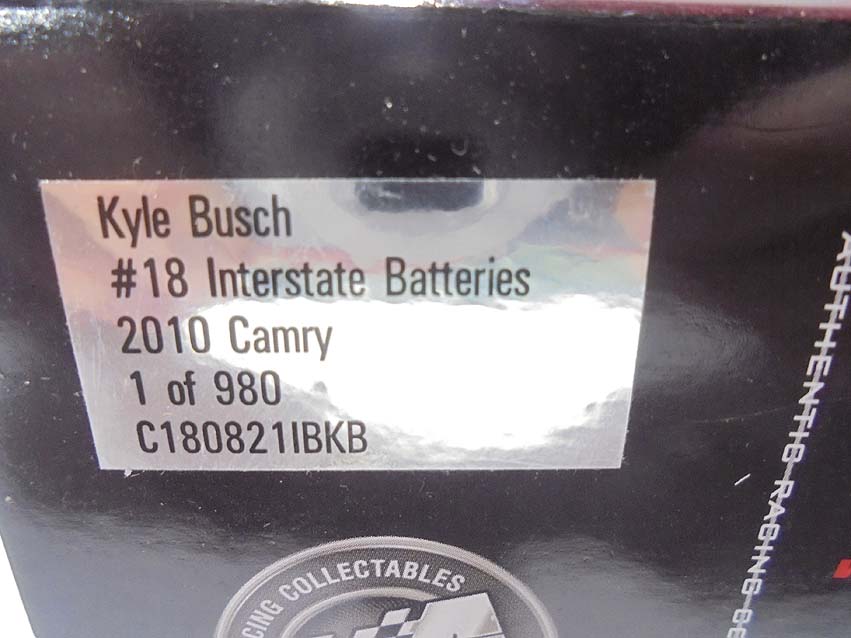 Kyle Busch
#18 Interstate Batteries
2010 Camry
1 of 980
C180821IBKB
COLLECTABLES
AUTHENTIC RACING